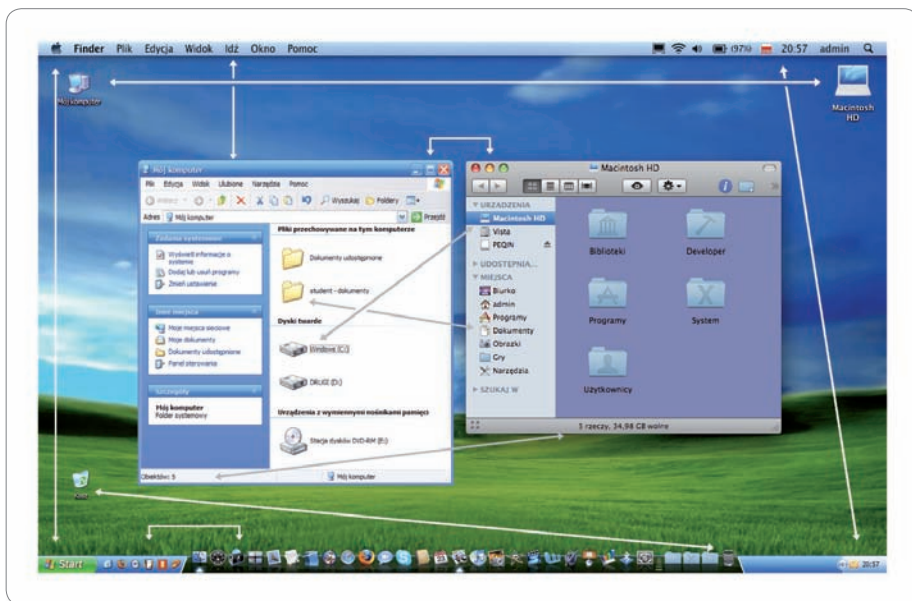 Finder Plik Edycja Widok Idź Okno Pomoc
(97%) 20:57 admin
Mój komputer
Macintosh
HD
Mój komputer
Plik Edycja Widok Ulubione Narzędzia Pomoc
Wyszukaj Foldery
Adres Mój komputer Przejdź
Zadania systemowe
Wyświetl informacje o
systemie
Dodaj lub usuń programy
Zmień ustawienie
Inne miejsca
Moje miejsca sieciowe
Moje dokumenty
Dokumenty udostępnione
Panel sterowania
Szczegóły
Mój komputer
Folder systemowy
Pliki przechowywane na tym komputerze
Dokumenty udostępnione
student - dokumenty
Dyski twarde
Windows (C:)
DRUGI (D:)
Urządzenia z wymiennymi nośnikami pamięci
Stacja dysków DVD-RAM (E:)
Obiektów: 5 Mój komputer
Macintosh HD
URZĄDZENIA
Macintosh HD
Vista
PEQIN
UDOSTĘPNIA...
MIEJSCA
Biurko
admin
Programy
Dokumenty
Obrazki
Gry
Narzędzia
SZUKAJ W
Biblioteki Developer
Programy System
Użytkownicy
5 rzeczy, 34,98 GB wolne
Start
20:57